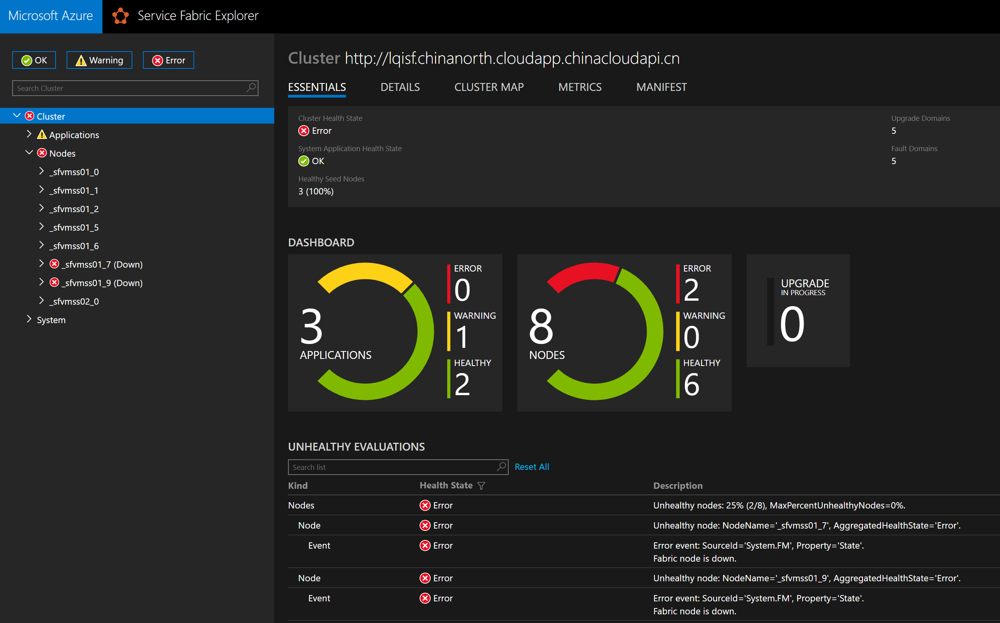 Microsoft Azure
Service Fabric Explorer
OK
Warning
Error
Search Cluster
Cluster
Applications
Nodes
_sfvmss01_0
_sfvmss01_1
_sfvmss01_2
_sfvmss01_5
_sfvmss01_6
_sfvmss01_7 (Down)
_sfvmss01_9 (Down)
_sfvmss02_0
System
Cluster http://lqisf.chinanorth.cloudapp.chinacloudapi.cn
ESSENTIALS
DETAILS
CLUSTER MAP
METRICS
MANIFEST
Cluster Health State
Error
System Application Health State
OK
Healthy Seed Nodes
3 (100%)
Upgrade Domains
5
Fault Domains
5
DASHBOARD
3
APPLICATIONS
ERROR
0
WARNING
1
HEALTHY
2
8
NODES
ERROR
2
WARNING
0
HEALTHY
6
UPGRADE
IN PROGRESS
0
UNHEALTHY EVALUATIONS
Search list
Reset All
Kind
Health State
Description
Nodes
Error
Unhealthy nodes: 25% (2/8), MaxPercentUnhealthyNodes=0%.
Node
Error
Unhealthy node: NodeName='_sfvmss01_7', AggregatedHealthState='Error'.
Event
Error
Error event: SourceId='System.FM', Property='State'.
Fabric node is down.
Node
Error
Unhealthy node: NodeName='_sfvmss01_9', AggregatedHealthState='Error'.
Event
Error
Error event: SourceId='System.FM', Property='State'.
Fabric node is down.